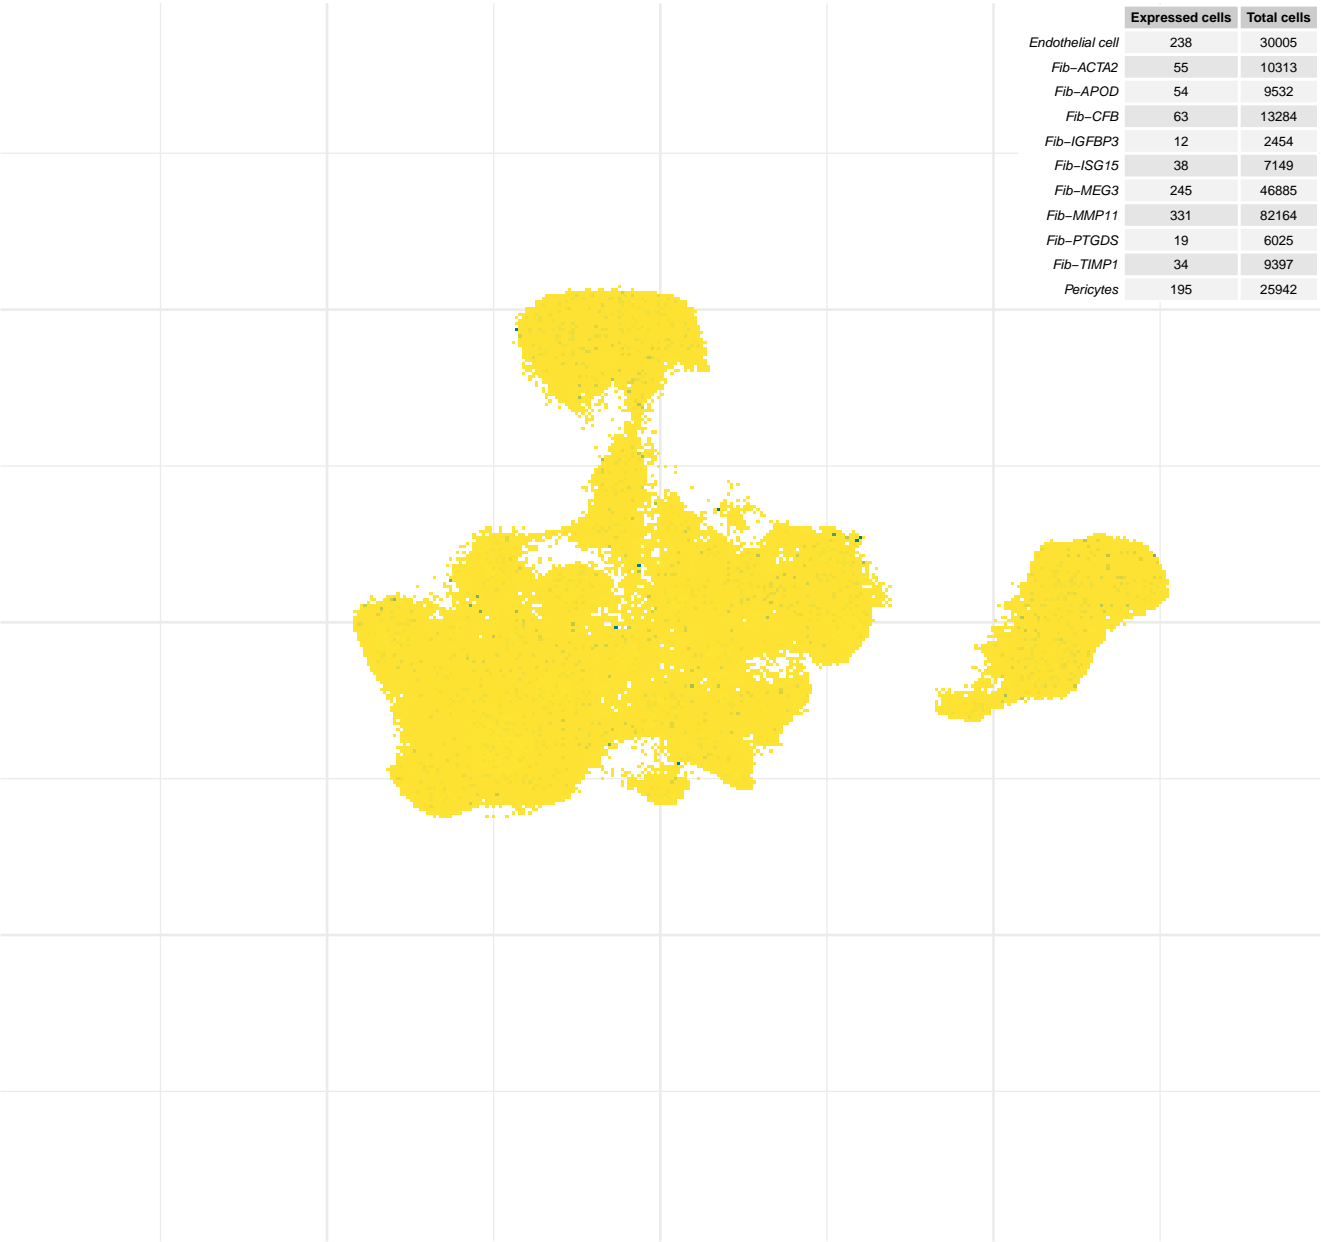 Expressed cells Total cells
Endothelial cell 238 30005
Fib−ACTA2 55 10313
Fib−APOD 54 9532
Fib−CFB 63 13284
Fib−IGFBP3 12 2454
Fib−ISG15 38 7149
Fib−MEG3 245 46885
Fib−MMP11 331 82164
Fib−PTGDS 19 6025
Fib−TIMP1 34 9397
Pericytes 195 25942